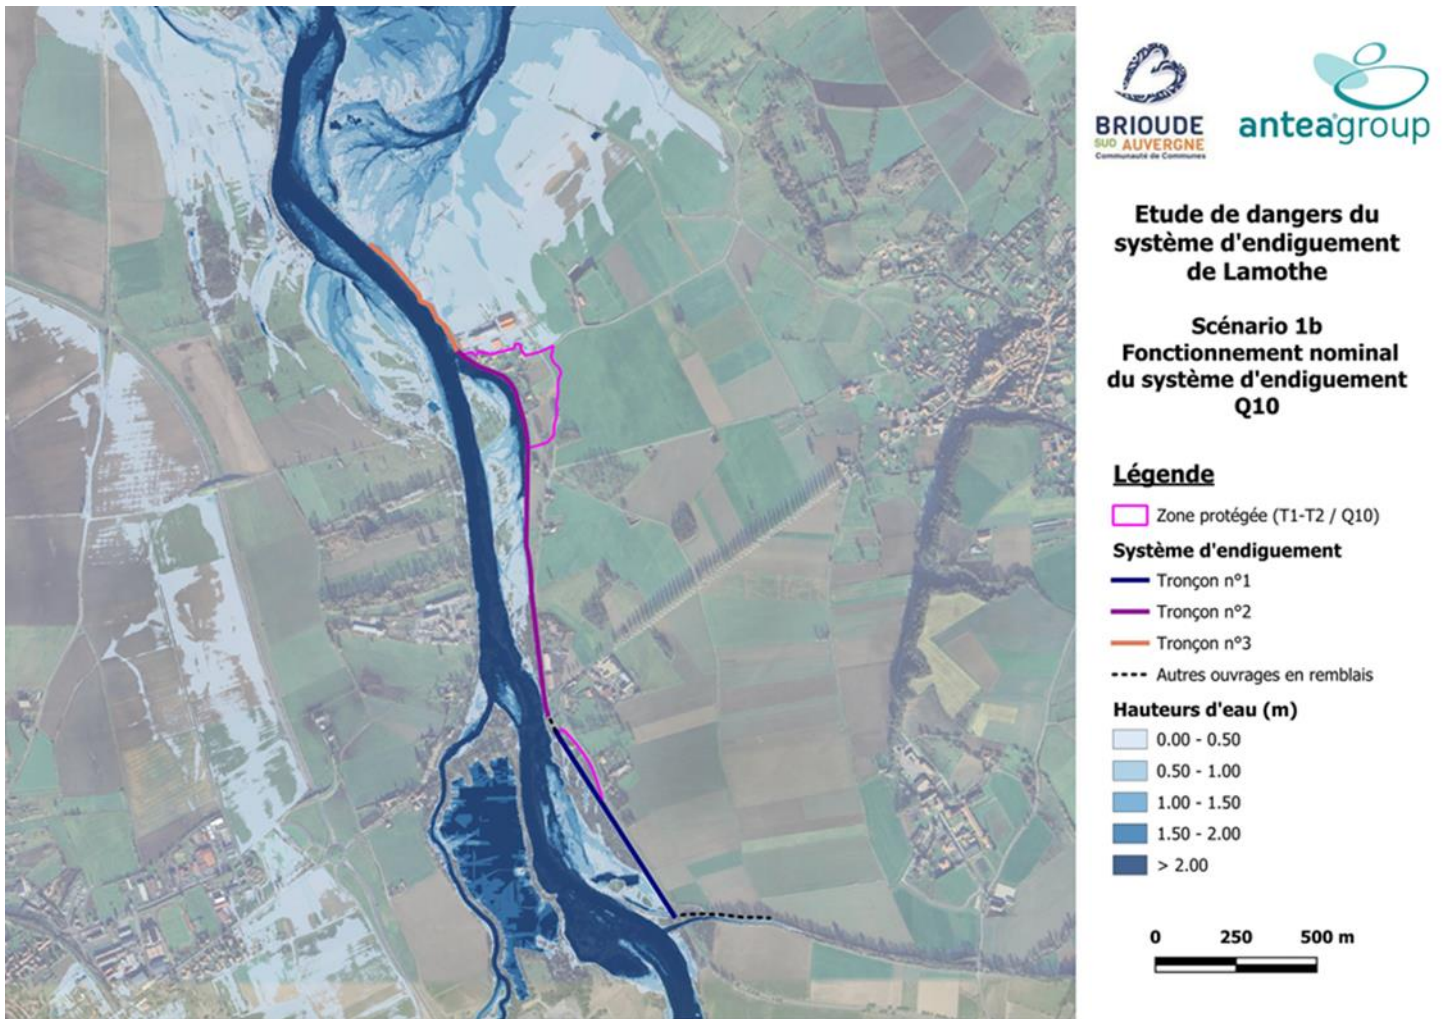 BRIOUDE
SUD AUVERGNE
Communauté de Communes
anteagroup
Etude de dangers du
système d'endiguement
de Lamothe
Scénario 1b
Fonctionnement nominal
du système d'endiguement
Q10
Légende
Zone protégée (T1-T2 / Q10)
Système d'endiguement
Tronçon n°1
Tronçon n°2
Tronçon n°3
Autres ouvrages en remblais
Hauteurs d'eau (m)
0.00 - 0.50
0.50 - 1.00
1.00 - 1.50
1.50 - 2.00
> 2.00
0 250 500 m